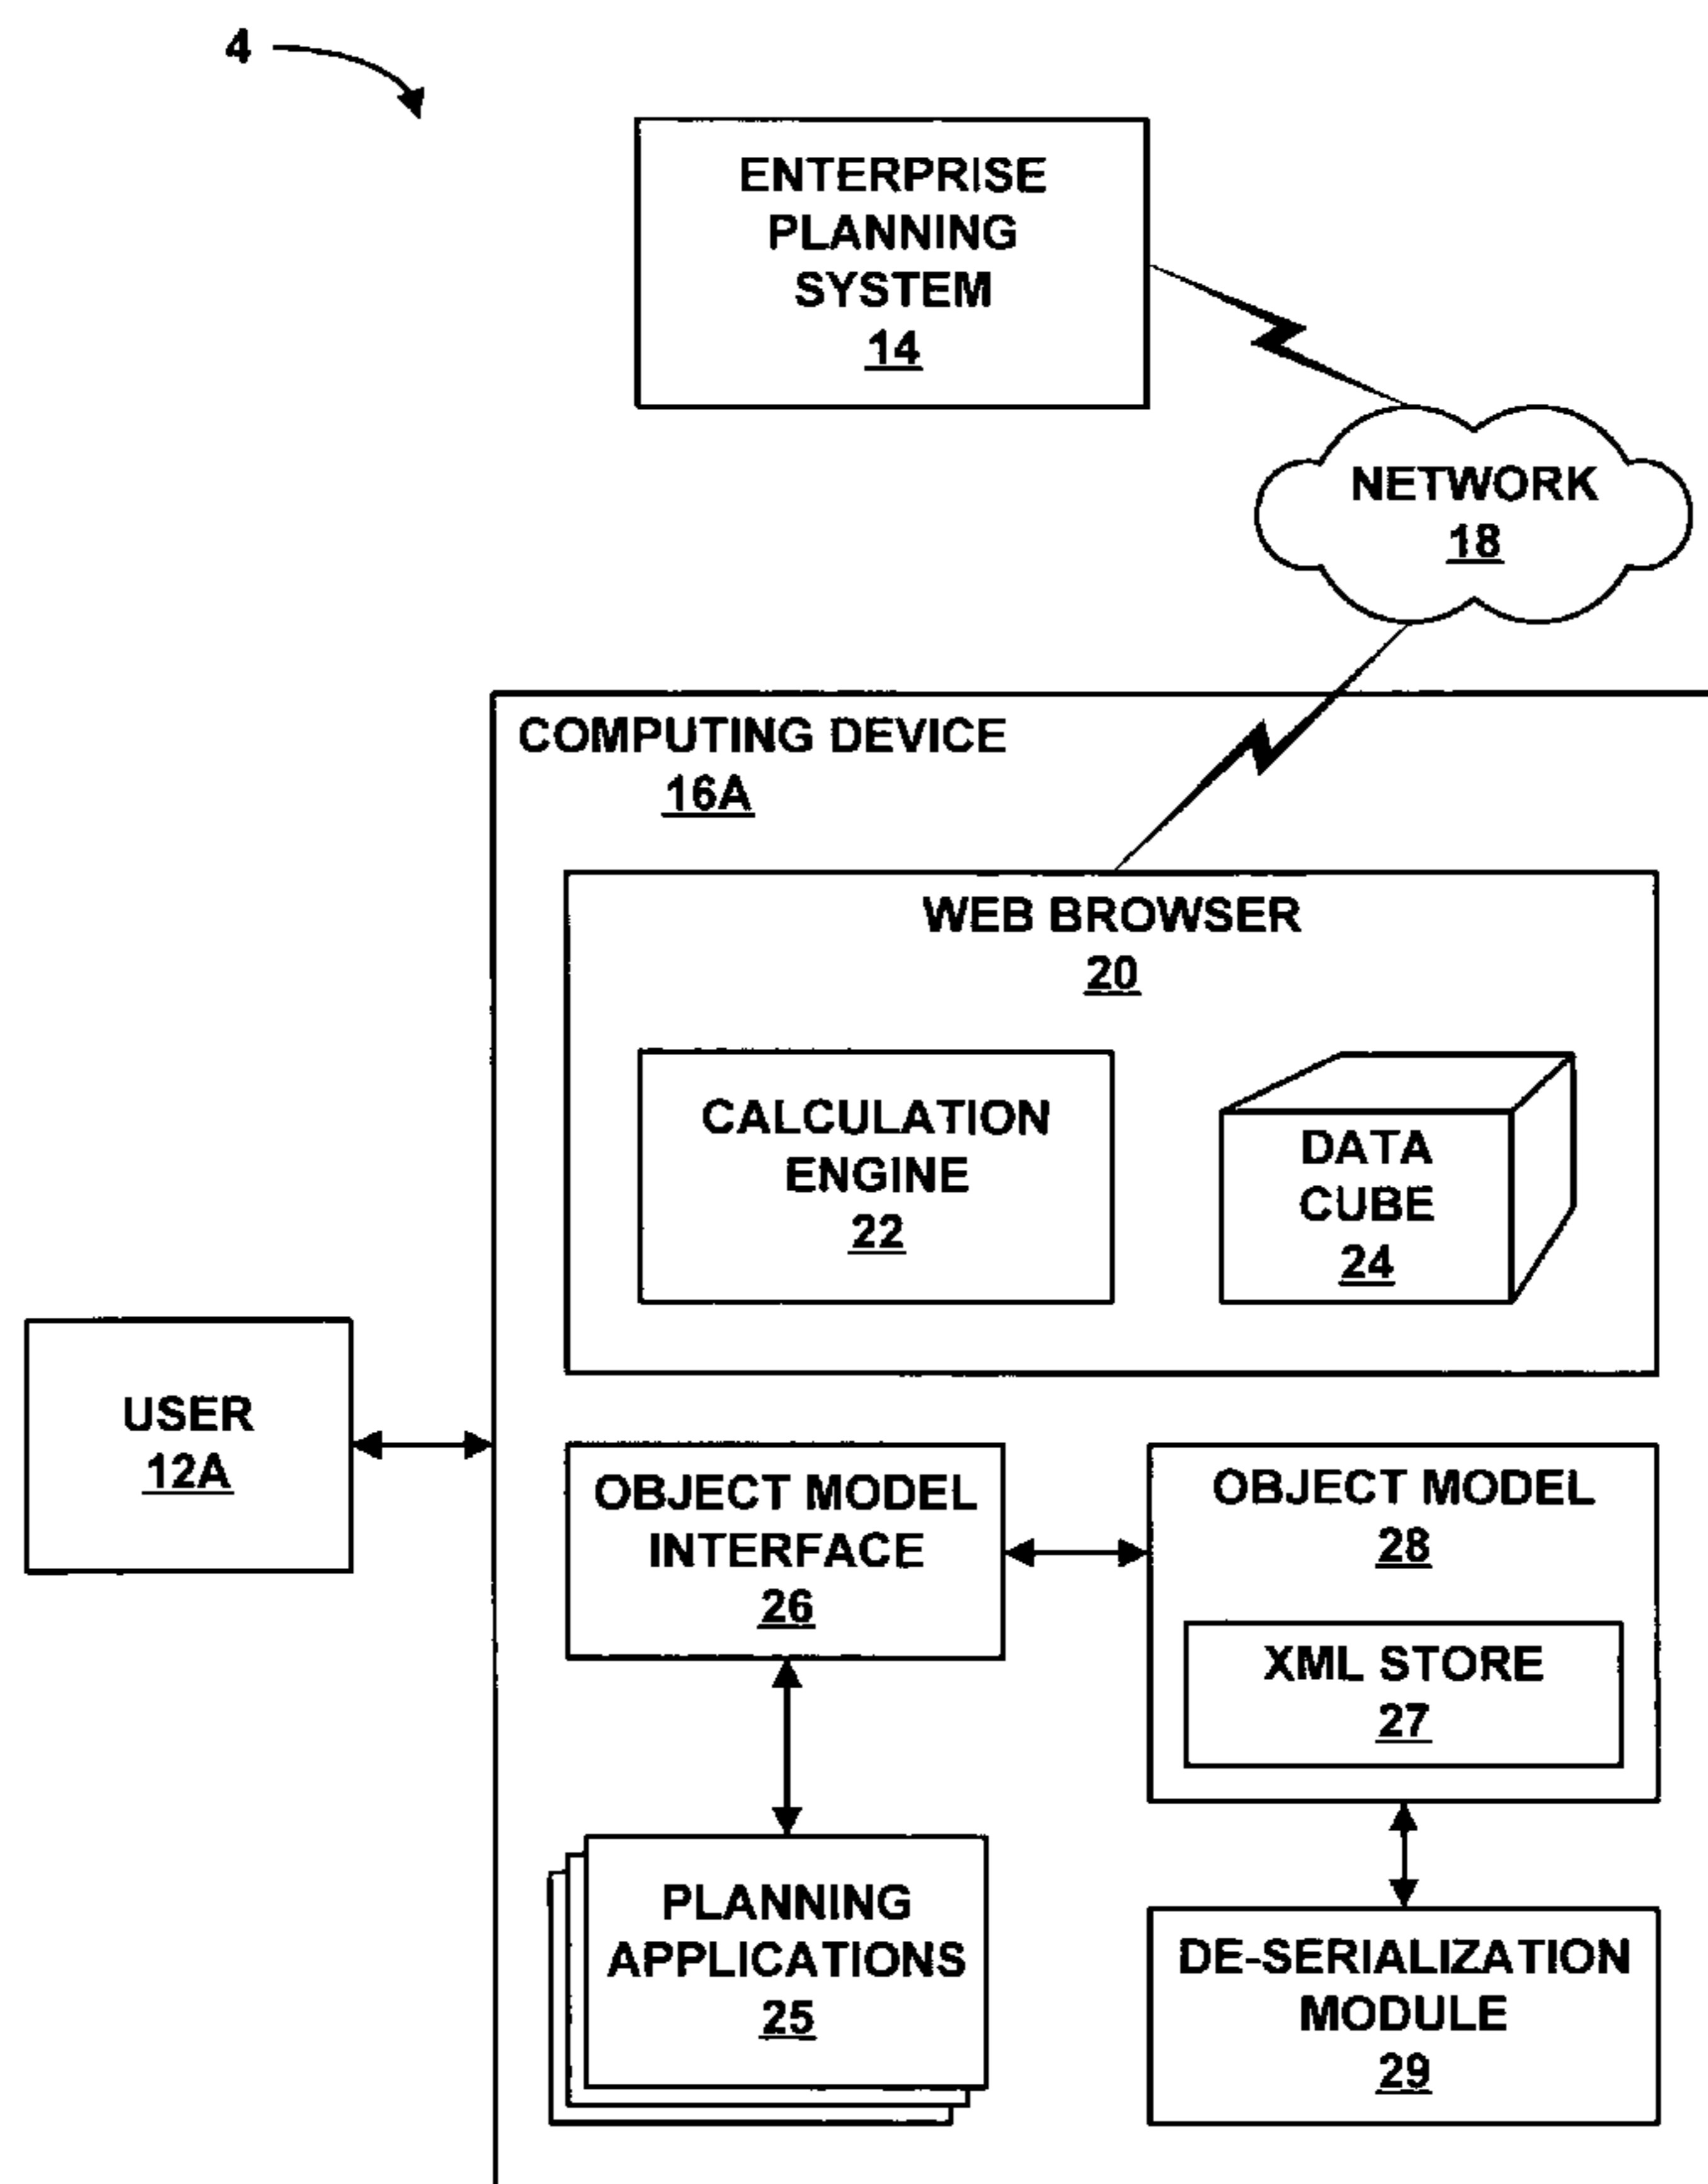 4
ENTERPRISE
PLANNING
SYSTEM
14
NETWORK
18
COMPUTING DEVICE
16A
WEB BROWSER
20
CALCULATION
ENGINE
22
DATA
CUBE
24
USER
12A
OBJECT MODEL
INTERFACE
26
OBJECT MODEL
28
XML STORE
27
PLANNING
APPLICATIONS
25
DE-SERIALIZATION
MODULE
29